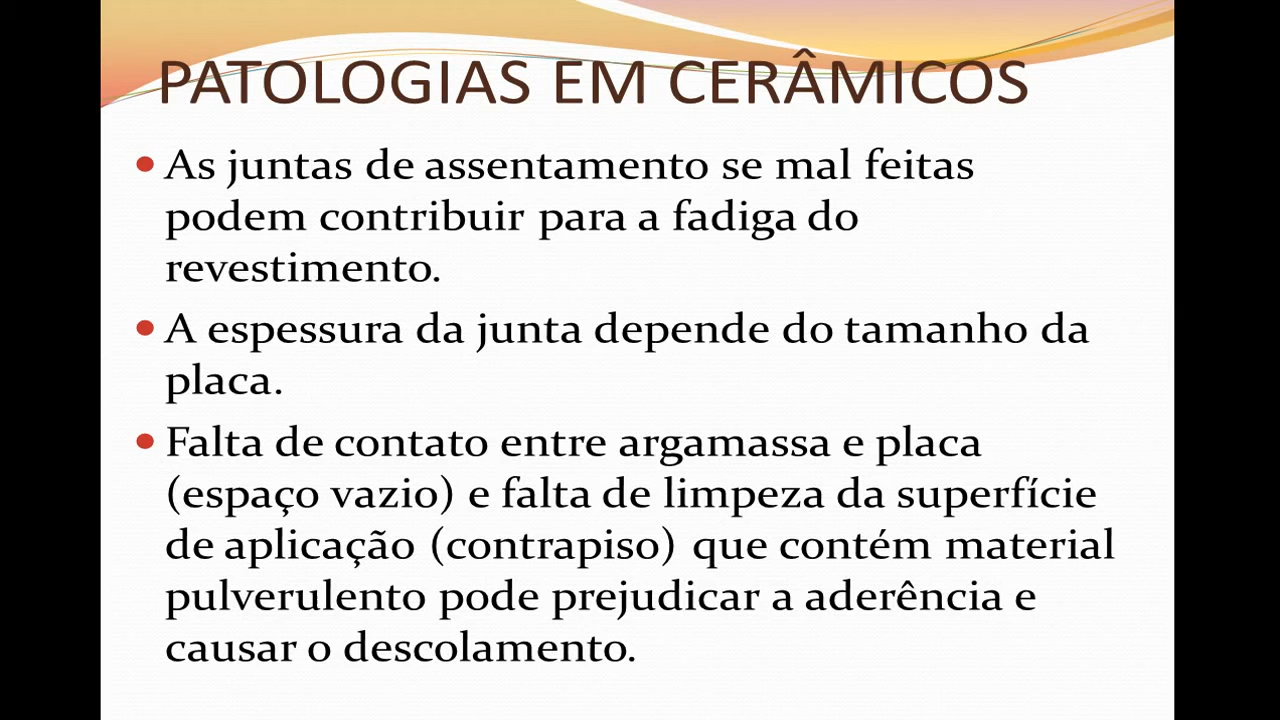 PATOLOGIAS EM CERÂMICOS
• As juntas de assentamento se mal feitas
podem contribuir para a fadiga do
revestimento.
• A espessura da junta depende do tamanho da
placa.
• Falta de contato entre argamassa e placa
(espaço vazio) e falta de limpeza da superfície
de aplicação (contrapiso) que contém material
pulverulento pode prejudicar a aderência e
causar o descolamento.